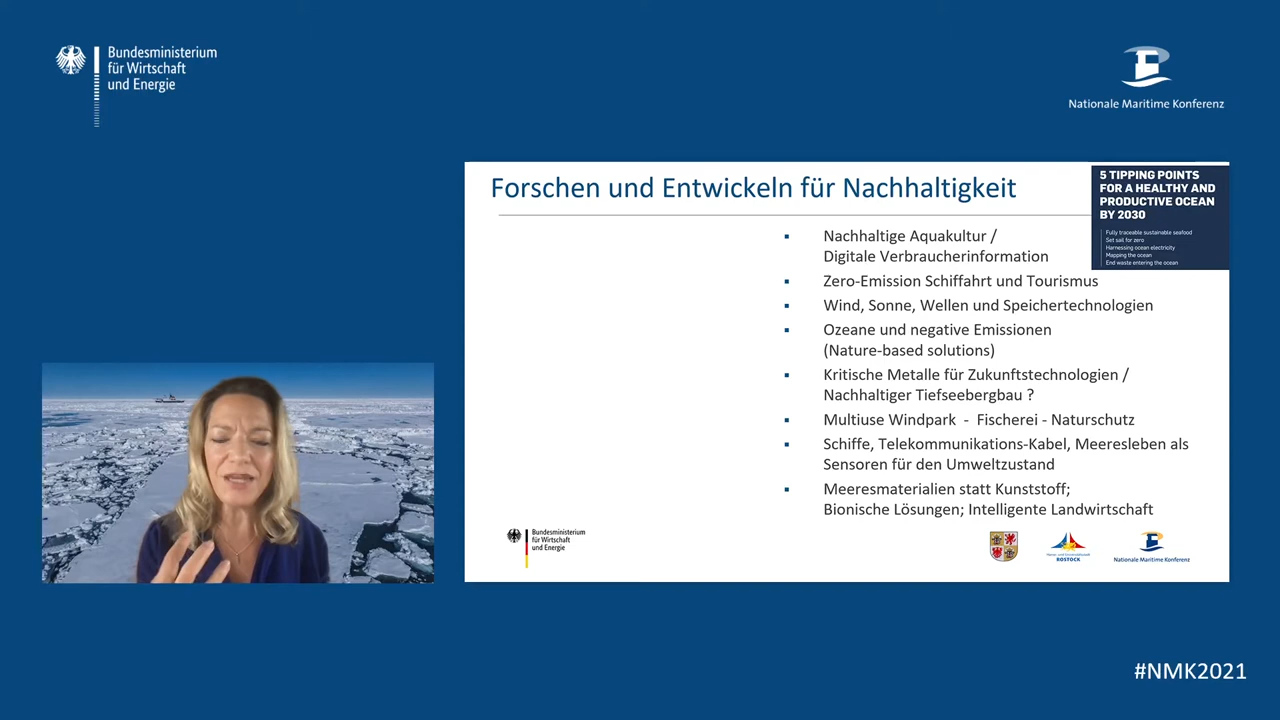 Bundesministerium
für Wirtschaft
und Energie
Nationale Maritime Konferenz
Forschen und Entwickeln für Nachhaltigkeit
5 TIPPING POINTS
FOR A HEALTHY AND
PRODUCTIVE OCEAN
BY 2030
Fully traceable sustainable seafood
Set sail for zero
Harnessing ocean electricity
Mapping the ocean
End waste entering the ocean
▪ Nachhaltige Aquakultur /
Digitale Verbraucherinformation
▪ Zero-Emission Schiffahrt und Tourismus
▪ Wind, Sonne, Wellen und Speichertechnologien
▪ Ozeane und negative Emissionen
(Nature-based solutions)
▪ Kritische Metalle für Zukunftstechnologien /
Nachhaltiger Tiefseebergbau ?
▪ Multiuse Windpark - Fischerei - Naturschutz
▪ Schiffe, Telekommunikations-Kabel, Meeresleben als
Sensoren für den Umweltzustand
▪ Meeresmaterialien statt Kunststoff;
Bionische Lösungen; Intelligente Landwirtschaft
Bundesministerium
für Wirtschaft
und Energie
ROSTOCK
Nationale Maritime Konferenz
#NMK2021